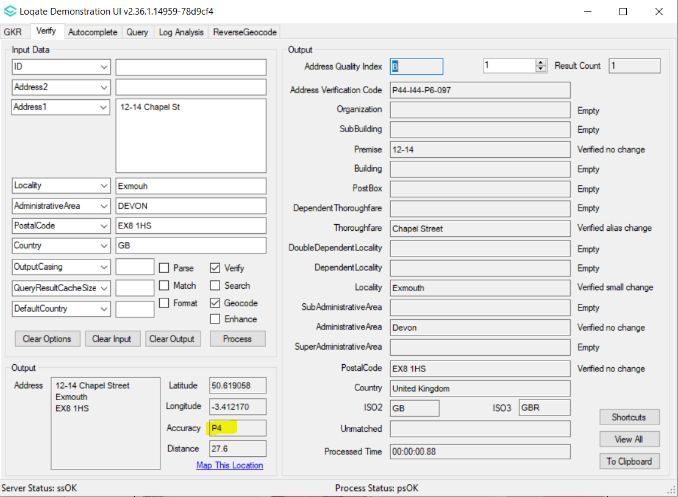 Loqate Demonstration UI v2.36.1.14959-78d9cf4
GKR Verify Autocomplete Query Log Analysis ReverseGeocode
Input Data
ID
Address2
Address1 12-14 Chapel St
Locality Exmouh
AdministrativeArea DEVON
PostalCode EX8 1HS
Country GB
OutputCasing Parse Verify
QueryResultCacheSize Match Search
DefaultCountry Format Geocode
Enhance
Clear Options Clear Input Clear Output Process
Output
Address 12-14 Chapel Street
Exmouth
EX8 1HS
Latitude 50.619058
Longitude -3.412170
Accuracy P4
Distance 27.6
Map This Location
Output
Address Quality Index B 1 Result Count 1
Address Verification Code P44-I44-P6-097
Organization Empty
SubBuilding Empty
Premise 12-14 Verified no change
Building Empty
PostBox Empty
DependentThoroughfare Empty
Thoroughfare Chapel Street Verified alias change
DoubleDependentLocality Empty
DependentLocality Empty
Locality Exmouth Verified small change
SubAdministrativeArea Empty
AdministrativeArea Devon Verified no change
SuperAdministrativeArea Empty
PostalCode EX8 1HS Verified no change
Country United Kingdom
ISO2 GB ISO3 GBR
Unmatched
Processed Time 00:00:00.88
Shortcuts
View All
To Clipboard
Server Status: ssOK Process Status: psOK